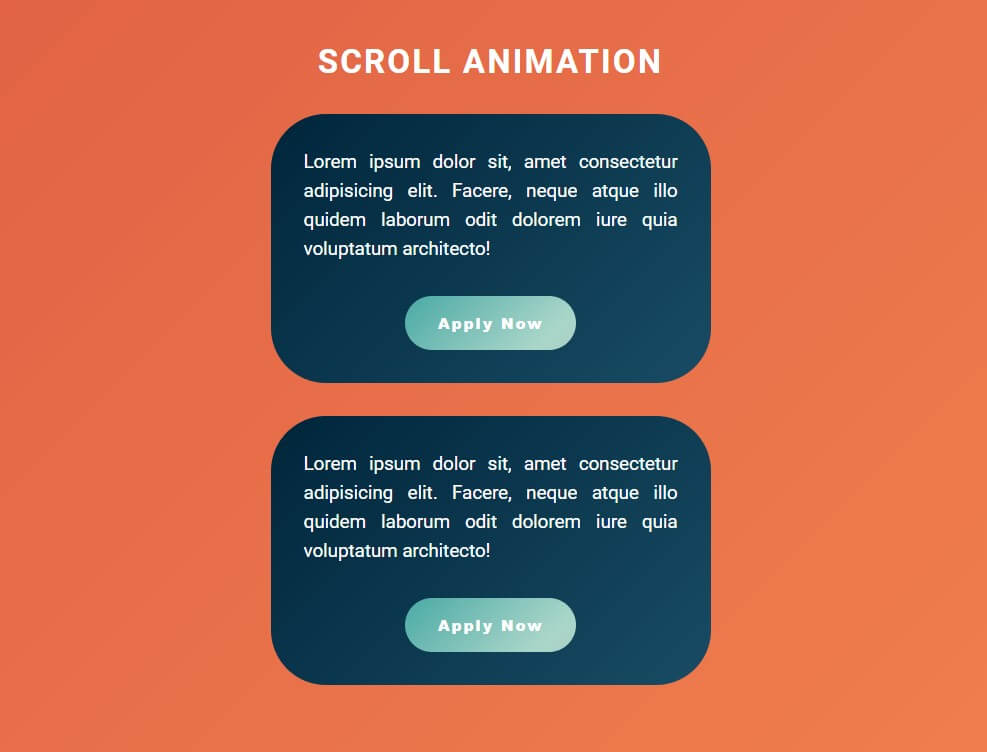 SCROLL ANIMATION
Lorem ipsum dolor sit, amet consectetur
adipisicing elit. Facere, neque atque illo
quidem laborum odit dolorem iure quia
voluptatum architecto!
Apply Now
Lorem ipsum dolor sit, amet consectetur
adipisicing elit. Facere, neque atque illo
quidem laborum odit dolorem iure quia
voluptatum architecto!
Apply Now